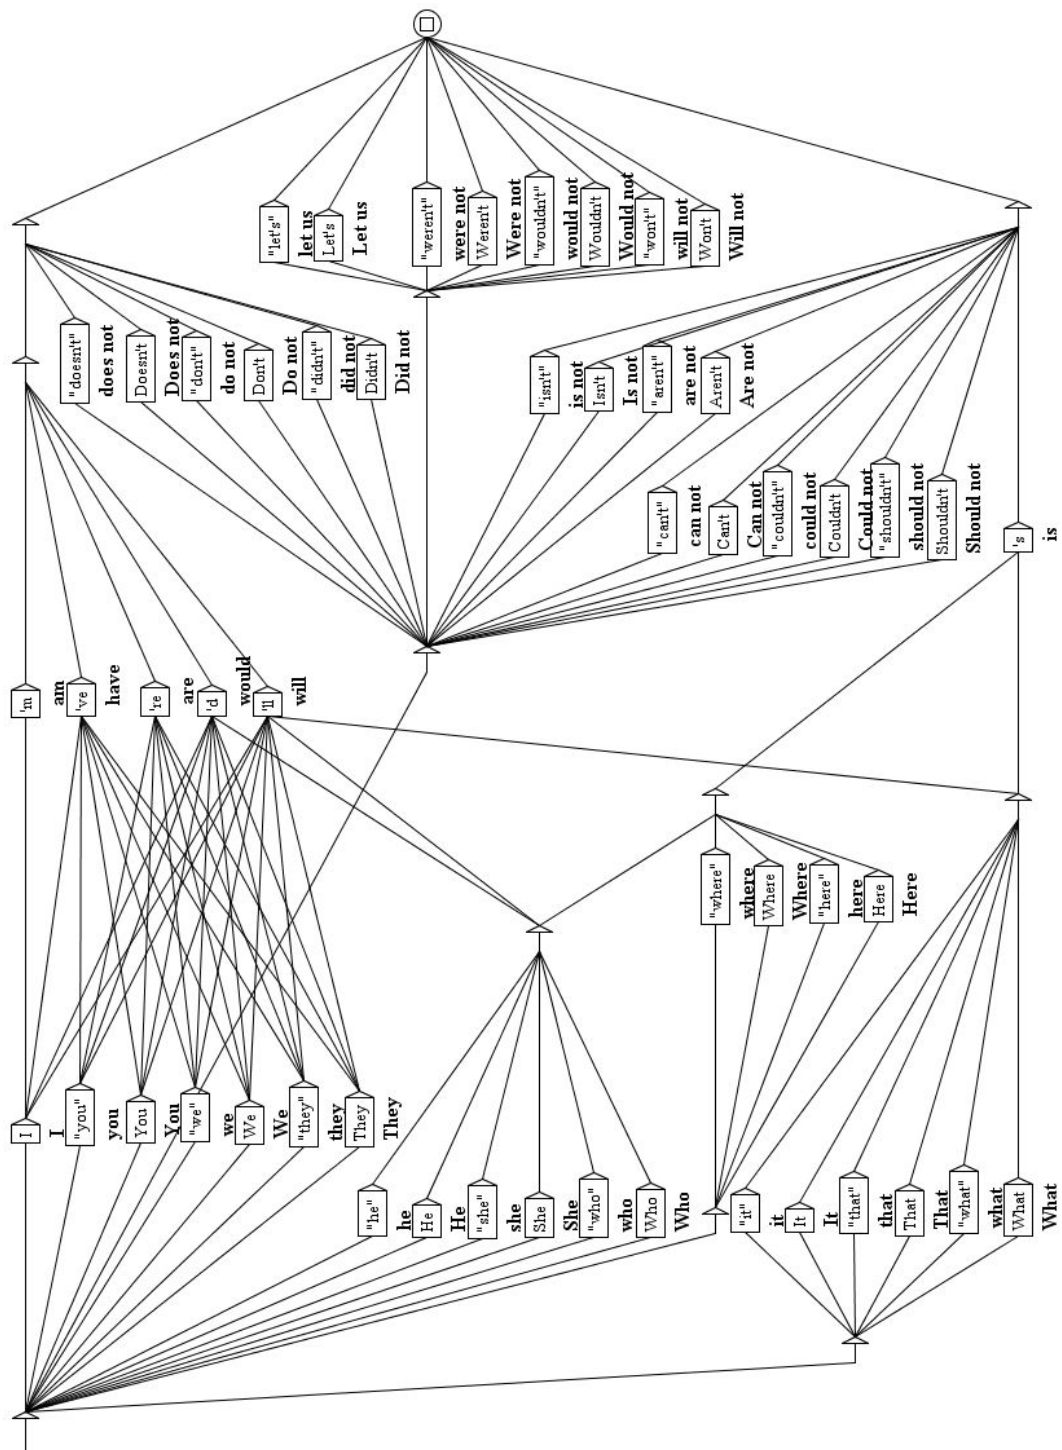 I
I
"you"
you
You
You
"we"
we
We
We
"they"
they
They
They
"he"
he
He
He
"she"
she
She
She
"who"
who
Who
Who
"it"
it
It
It
"that"
that
That
That
"what"
what
What
What
"where"
where
Where
Where
"here"
here
Here
Here
'm
am
've
have
're
are
'd
would
'll
will
's
is
"can't"
can not
Can't
Can not
"couldn't"
could not
Couldn't
Could not
"shouldn't"
should not
Shouldn't
Should not
"doesn't"
does not
Doesn't
Does not
"don't"
do not
Don't
Do not
"didn't"
did not
Didn't
Did not
"isn't"
is not
Isn't
Is not
"aren't"
are not
Aren't
Are not
"let's"
let us
Let's
Let us
"weren't"
were not
Weren't
Were not
"wouldn't"
would not
Wouldn't
Would not
"won't"
will not
Won't
Will not